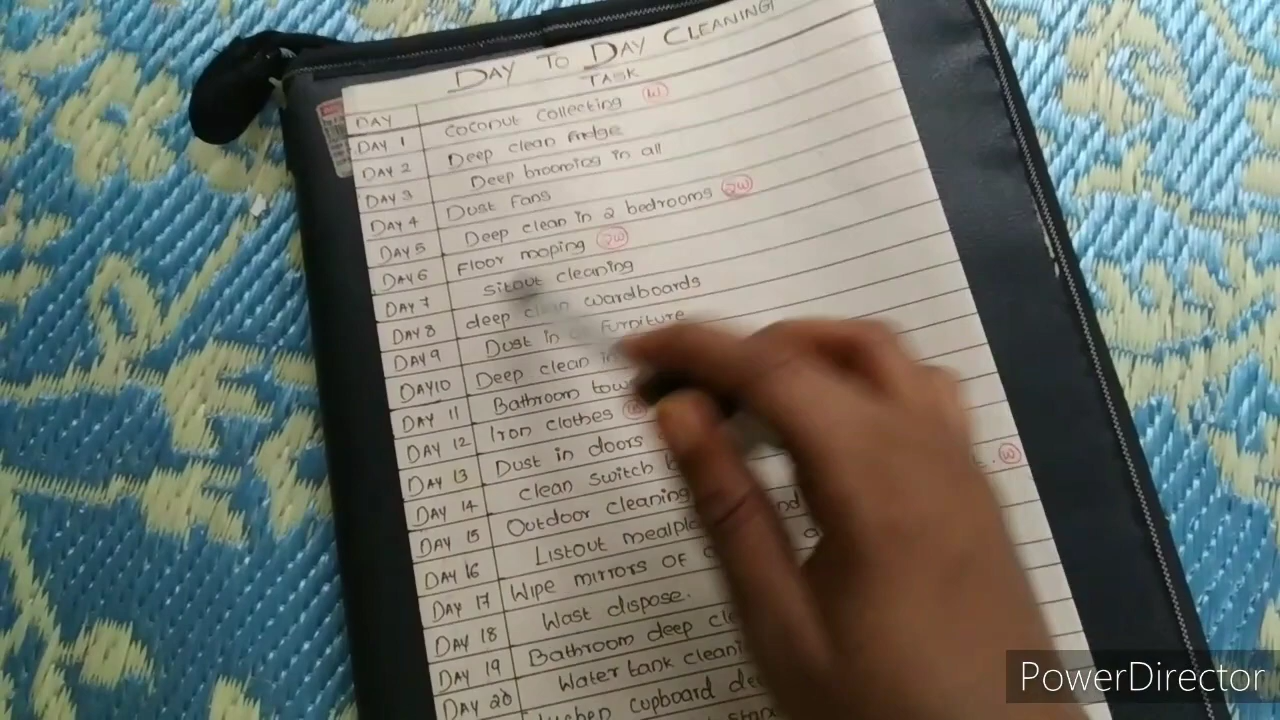 DAY TO DAY CLEANING
DAY TASK
DAY 1 Coconut collecting W
DAY 2 Deep clean fridge
DAY 3 Deep brooming in all
DAY 4 Dust fans
DAY 5 Deep clean in 2 bedrooms 2W
DAY 6 Floor moping 2W
DAY 7 sitout cleaning
DAY 8 deep clean wardboards
DAY 9 Dust in furniture
DAY 10 Deep clean in
DAY 11 Bathroom
DAY 12 Iron clothes
DAY 13 Dust in doors
DAY 14 clean switch
DAY 15 Outdoor cleaning W
DAY 16 Listout
DAY 17 Wipe mirrors of
DAY 18 Wast dispose.
DAY 19 Bathroom deep
DAY 20 Water tank
cupboard
PowerDirector